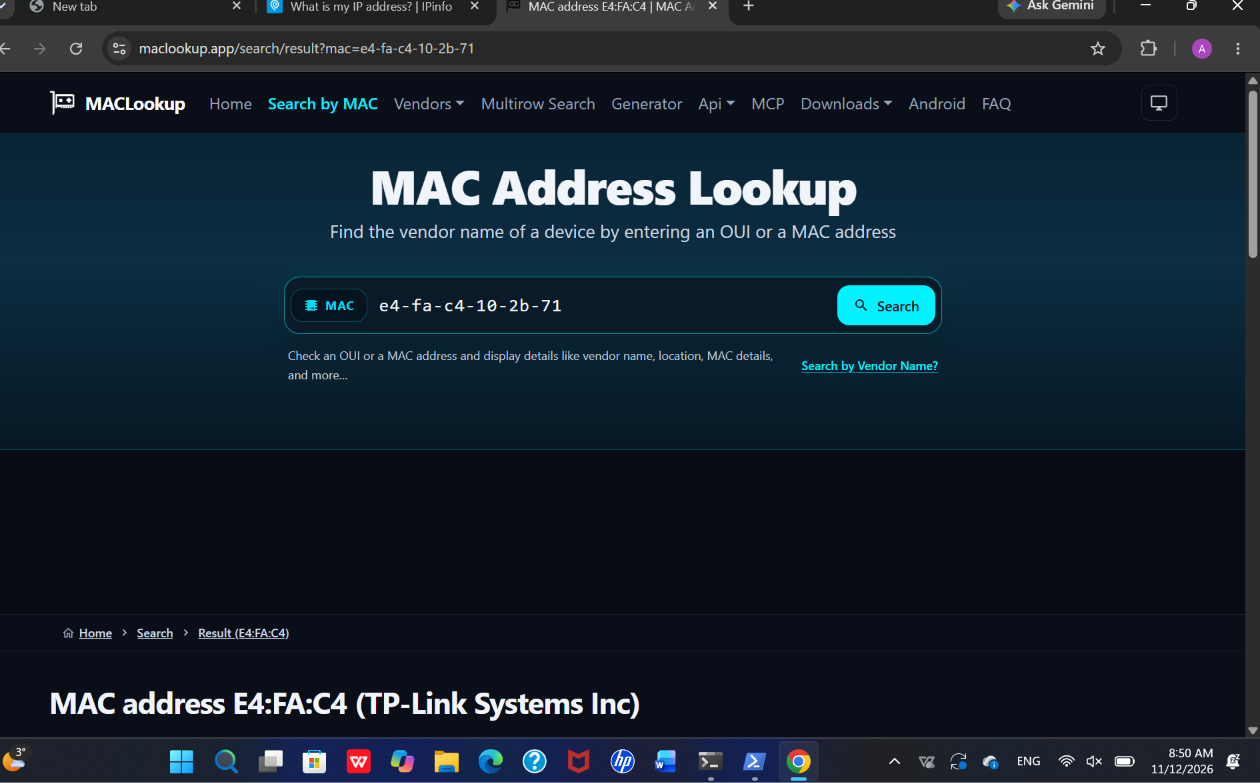 New tab
What is my IP address? | IPinfo
MAC address E4:FA:C4 | MAC A
Ask Gemini
maclookup.app/search/result?mac=e4-fa-c4-10-2b-71
A
MACLookup
Home
Search by MAC
Vendors
Multirow Search
Generator
Api
MCP
Downloads
Android
FAQ
MAC Address Lookup
Find the vendor name of a device by entering an OUI or a MAC address
MAC
e4-fa-c4-10-2b-71
Search
Check an OUI or a MAC address and display details like vendor name, location, MAC details,
and more...
Search by Vendor Name?
Home
Search
Result (E4:FA:C4)
MAC address E4:FA:C4 (TP-Link Systems Inc)
3°
W
hp
W
ENG
8:50 AM
11/12/2026